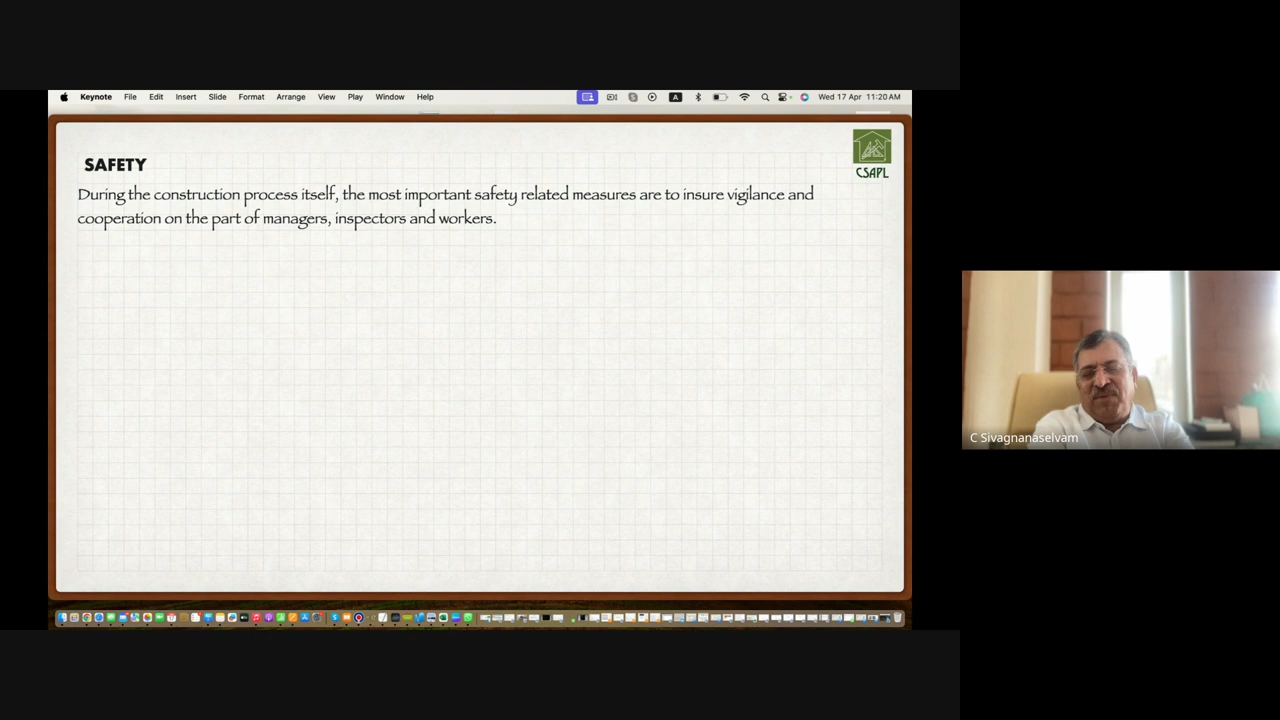 Keynote File Edit Insert Slide Format Arrange View Play Window Help A Wed 17 Apr 11:20 AM
SAFETY
CSAPL
During the construction process itself, the most important safety related measures are to insure vigilance and
cooperation on the part of managers, inspectors and workers.
C Sivagnanaselvam